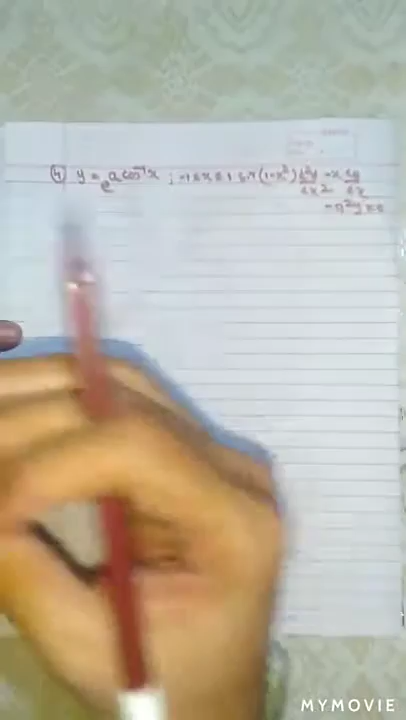 ④ y = e^a cos⁻¹x ; -1 ≤ x ≤ 1 S.T (1-x²) d²y/dx² - x dy/dx
- a²y = 0
MYMOVIE